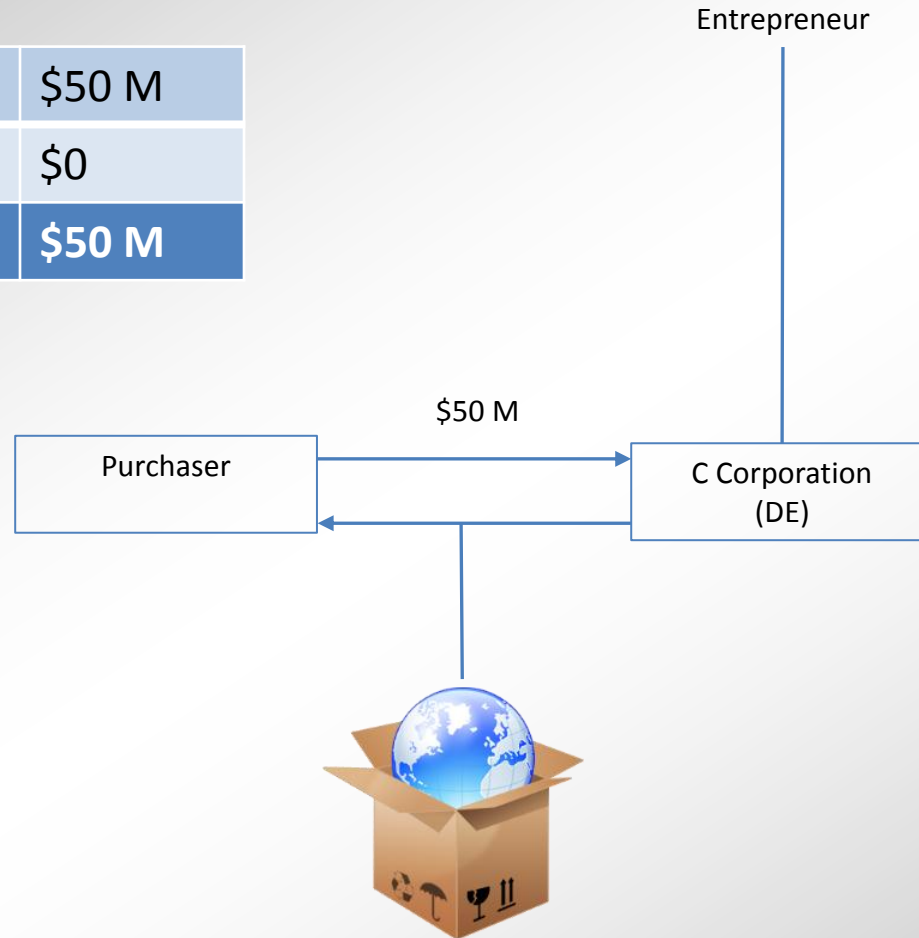 Entrepreneur
$50 M
$0
$50 M
$50 M
Purchaser
C Corporation
(DE)